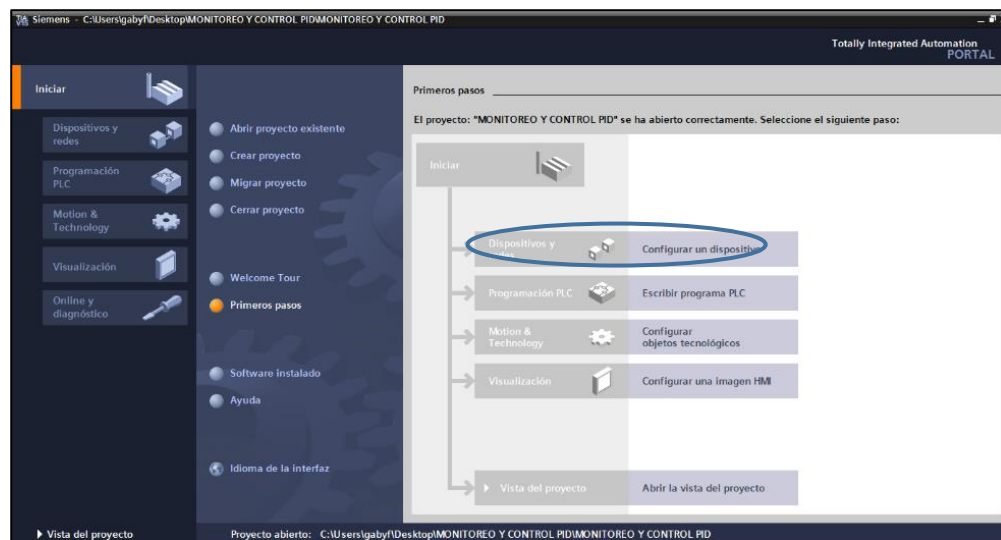 Siemens - C:\Users\gabyf\Desktop\MONITOREO Y CONTROL PID\MONITOREO Y CONTROL PID
Totally Integrated Automation
PORTAL
Iniciar
Dispositivos y
redes
Programación
PLC
Motion &
Technology
Visualización
Online y
diagnóstico
Abrir proyecto existente
Crear proyecto
Migrar proyecto
Cerrar proyecto
Welcome Tour
Primeros pasos
Software instalado
Ayuda
Idioma de la interfaz
Primeros pasos
El proyecto: "MONITOREO Y CONTROL PID" se ha abierto correctamente. Seleccione el siguiente paso:
Iniciar
Dispositivos y
redes
Configurar un dispositivo
Programación PLC
Escribir programa PLC
Motion &
Technology
Configurar
objetos tecnológicos
Visualización
Configurar una imagen HMI
Vista del proyecto
Abrir la vista del proyecto
Vista del proyecto
Proyecto abierto: C:\Users\gabyf\Desktop\MONITOREO Y CONTROL PID\MONITOREO Y CONTROL PID